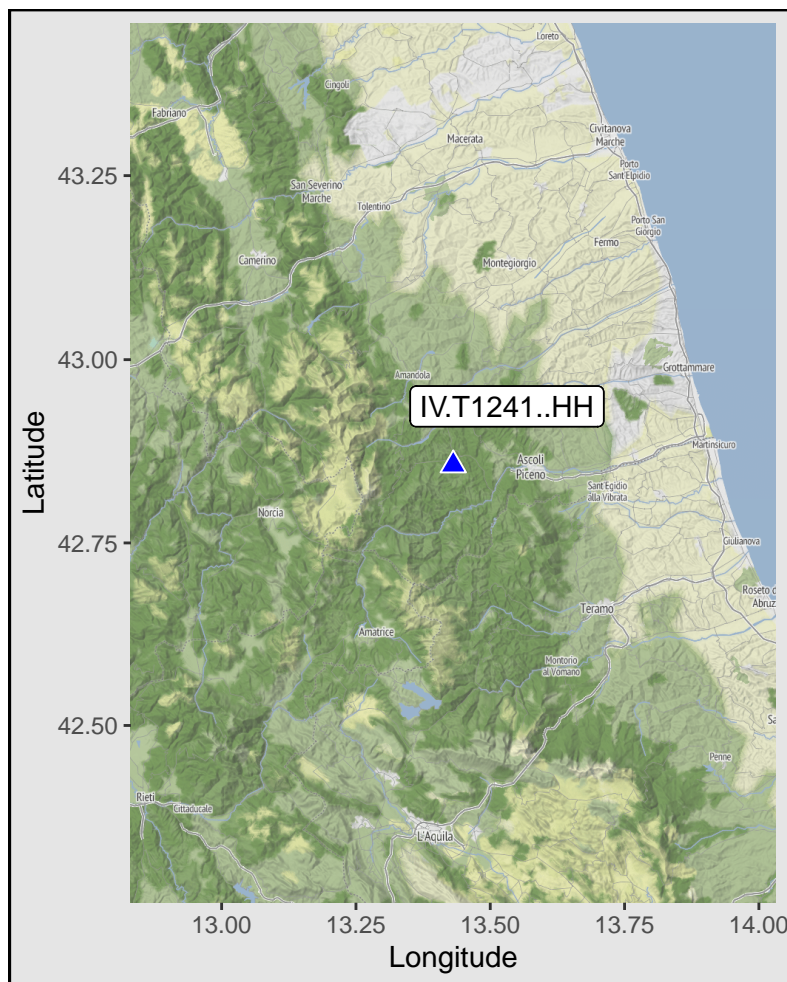 Loreto
Cingoli
Fabriano
Macerata
Civitanova
Marche
43.25
Porto
Sant'Elpidio
San Severino
Marche
Tolentino
Porto San
Giorgio
Fermo
Camerino
Montegiorgio
43.00
Grottammare
Amandola
IV.T1241..HH
Martinsicuro
Ascoli
Piceno
Sant'Egidio
alla Vibrata
Norcia
42.75
Giulianova
Roseto d
Abruz
Teramo
Amatrice
Montorio
al Vomano
42.50
Sa
Penne
Rieti
Cittaducale
L'Aquila
13.00 13.25 13.50 13.75 14.00
Longitude
Latitude